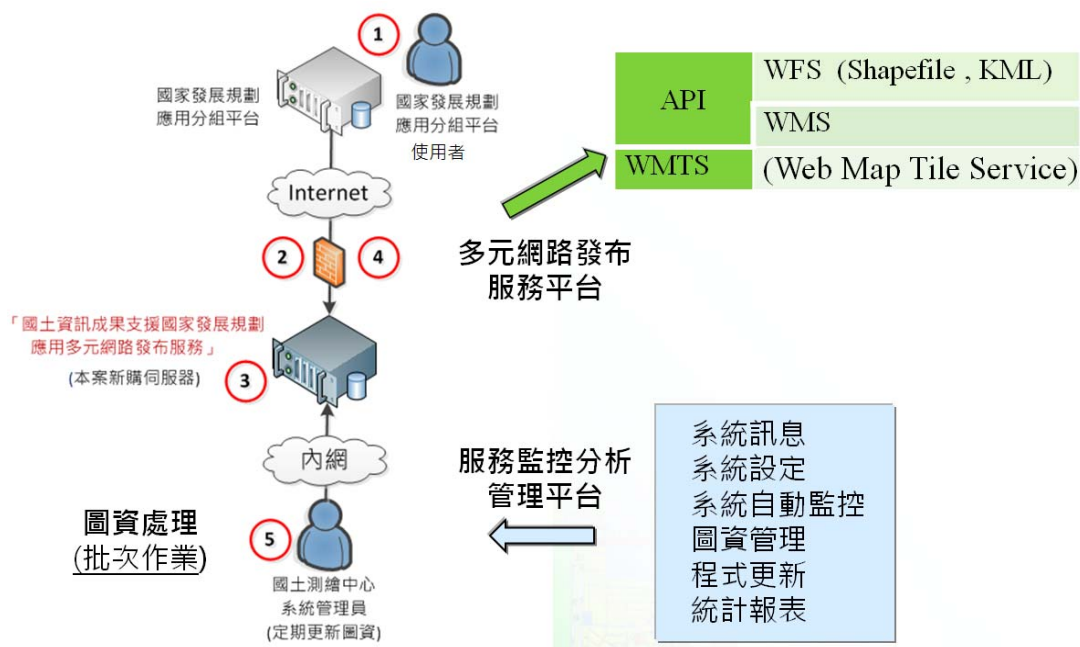 1
國家發展規劃
應用分組平台
國家發展規劃
應用分組平台
使用者
Internet
2
4
「國土資訊成果支援國家發展規劃
應用多元網路發布服務」
(本案新購伺服器)
3
內網
圖資處理
(批次作業)
5
國土測繪中心
系統管理員
(定期更新圖資)
API
WFS (Shapefile , KML)
WMS
WMTS
(Web Map Tile Service)
多元網路發布
服務平台
服務監控分析
管理平台
系統訊息
系統設定
系統自動監控
圖資管理
程式更新
統計報表